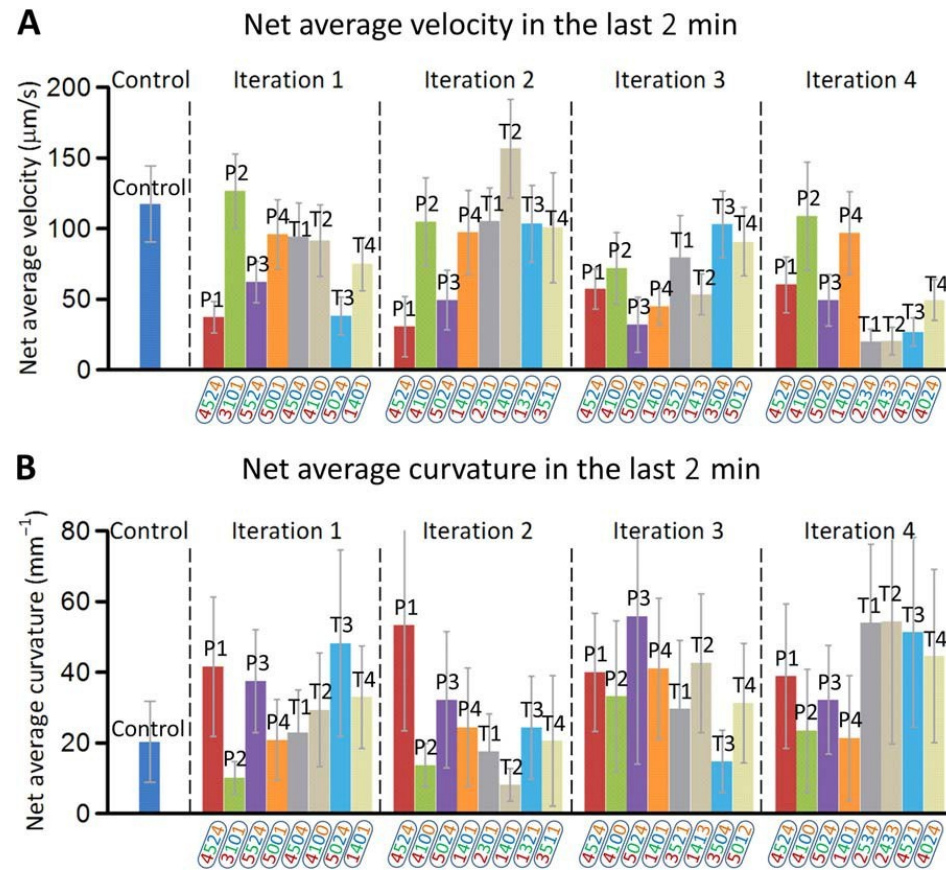 A Net average velocity in the last 2 min
Control Iteration 1 Iteration 2 Iteration 3 Iteration 4
Net average velocity (µm/s)
200
150
100
50
0
Control P1 P2 P3 P4 T1 T2 T3 T4 P1 P2 P3 P4 T1 T2 T3 T4 P1 P2 P3 P4 T1 T2 T3 T4 P1 P2 P3 P4 T1 T2 T3 T4
4524 3101 5524 5001 4504 4100 5024 1401 4524 4100 5024 1401 2301 1401 1321 3511 4524 4100 5024 1401 3521 1413 3504 5012 4524 4100 5024 1401 2534 2433 4521 4024
B Net average curvature in the last 2 min
Control Iteration 1 Iteration 2 Iteration 3 Iteration 4
Net average curvature (mm⁻¹)
80
60
40
20
0
Control P1 P2 P3 P4 T1 T2 T3 T4 P1 P2 P3 P4 T1 T2 T3 T4 P1 P2 P3 P4 T1 T2 T3 T4 P1 P2 P3 P4 T1 T2 T3 T4
4524 3101 5524 5001 4504 4100 5024 1401 4524 4100 5024 1401 2301 1401 1321 3511 4524 4100 5024 1401 3521 1413 3504 5012 4524 4100 5024 1401 2534 2433 4521 4024